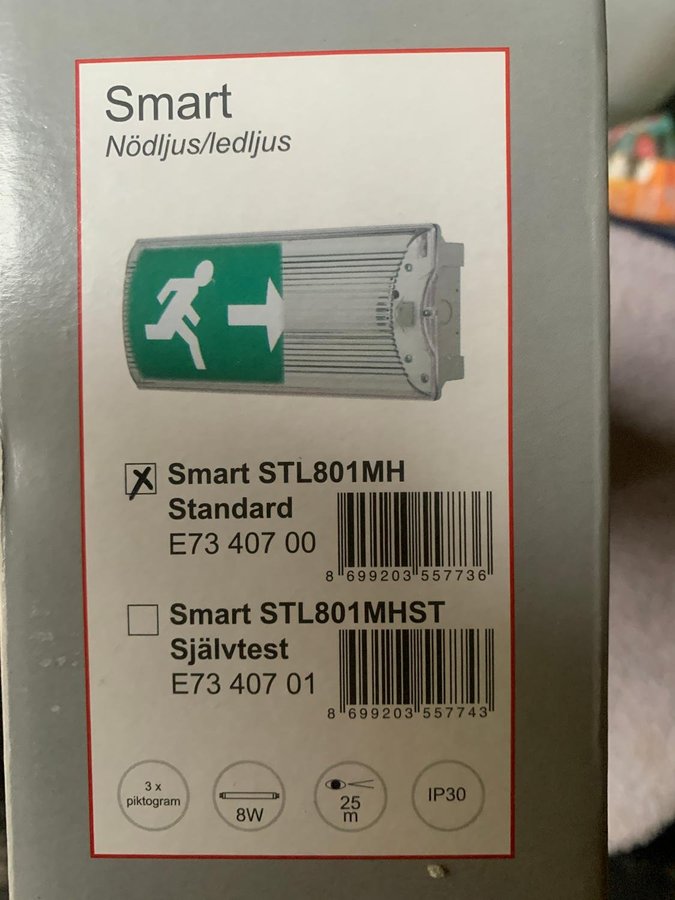 Smart
Nödljus/ledljus
Smart STL801MH
Standard
E73 407 00
8 699203 557736
Smart STL801MHST
Självtest
E73 407 01
8 699203 557743
3 x
piktogram
8W
25
m
IP30